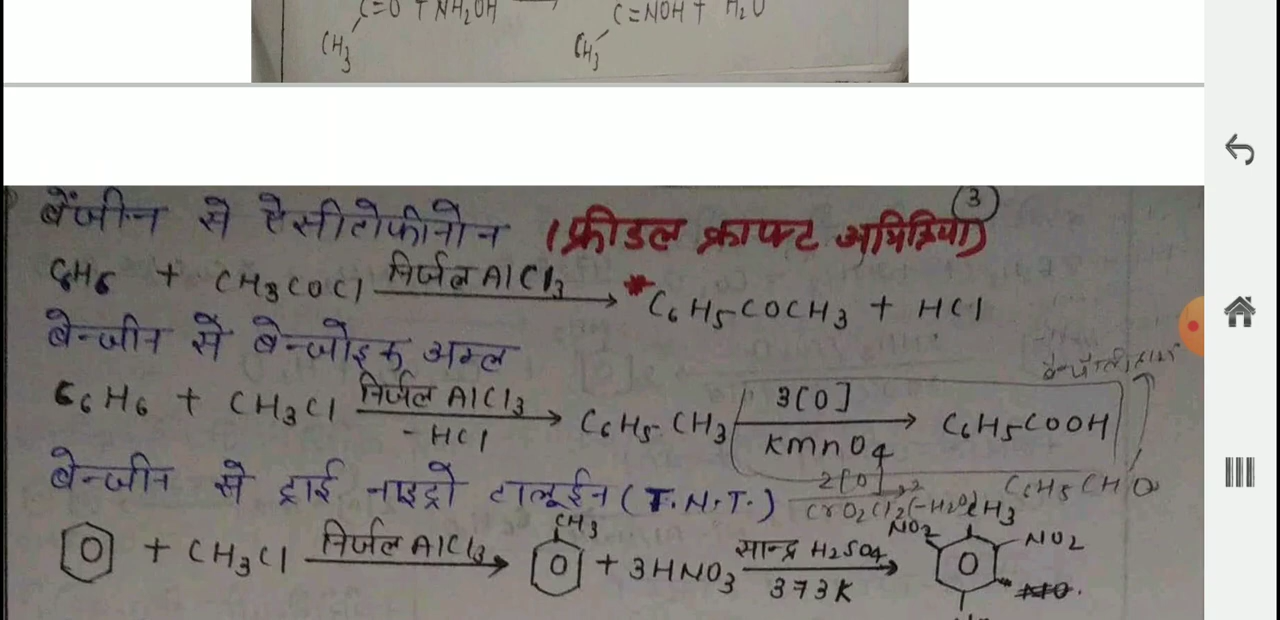 C=O + NH2OH → C=NOH + H2O
CH3 CH3
3
बेंजीन से ऐसीटोफीनोन (फ्रीडल क्राफ्ट अभिक्रिया)
C6H6 + CH3COCl निर्जल AlCl3 → C6H5COCH3 + HCl
बेन्जीन से बेन्जोइक अम्ल
C6H6 + CH3Cl निर्जल AlCl3 → -HCl C6H5-CH3 3[O] → KMnO4 C6H5COOH
बेन्जीन से ट्राई नाइट्रो टालूईन (T.N.T.)
2[O] C6H5CHO
CrO2Cl2 (-H2O)
CH3 CH3
NO2 NO2
+ CH3Cl निर्जल AlCl3 → + 3HNO3 सान्द्र H2SO4 → 373K